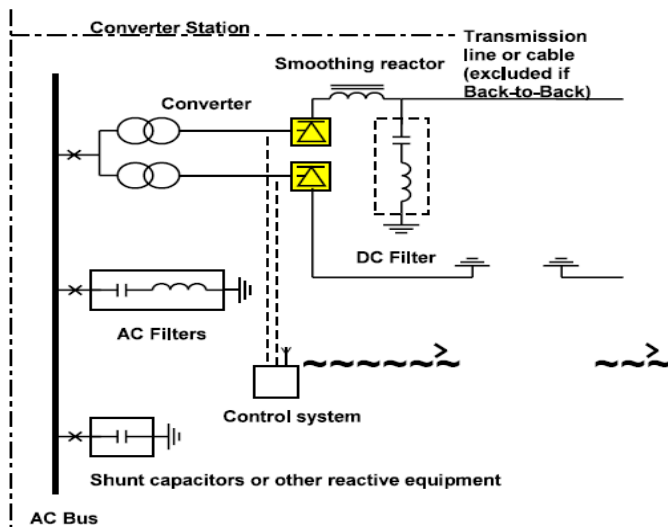 Converter Station
Transmission
line or cable
(excluded if
Back-to-Back)
Smoothing reactor
Converter
DC Filter
AC Filters
Control system
Shunt capacitors or other reactive equipment
AC Bus